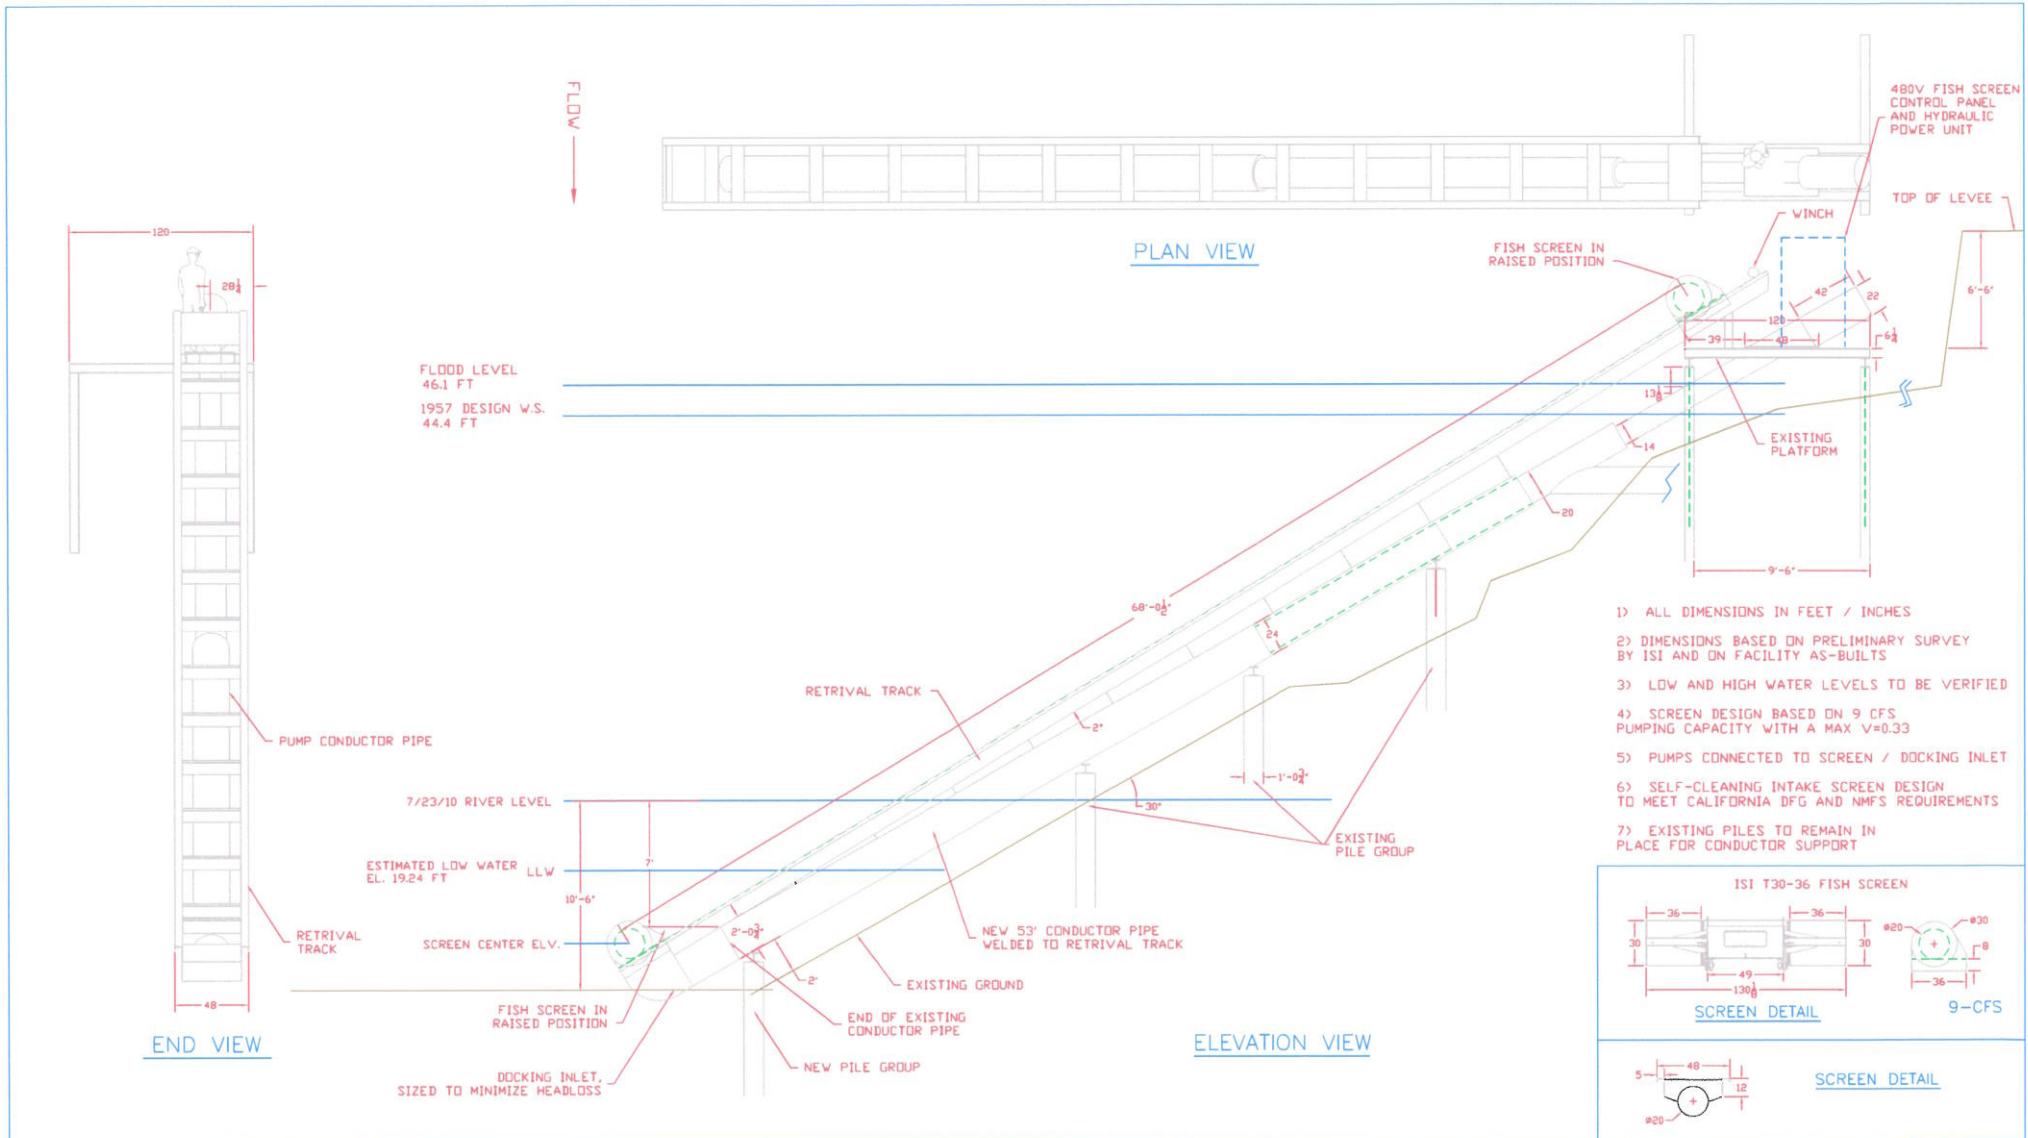 FLOW
480V FISH SCREEN
CONTROL PANEL
AND HYDRAULIC
POWER UNIT
TOP OF LEVEE
WINCH
PLAN VIEW
FISH SCREEN IN
RAISED POSITION
120
28¼
42
22
6'-6"
120
39
48
6¼
FLOOD LEVEL
46.1 FT
1957 DESIGN W.S.
44.4 FT
13⅛
14
EXISTING
PLATFORM
20
9'-6"
68'-0½"
24
RETRIVAL TRACK
2"
PUMP CONDUCTOR PIPE
1'-0¾"
30°
7/23/10 RIVER LEVEL
EXISTING
PILE GROUP
7'
ESTIMATED LOW WATER LLW
EL. 19.24 FT
10'-6"
2'-0¾"
NEW 53' CONDUCTOR PIPE
WELDED TO RETRIVAL TRACK
SCREEN CENTER ELV.
RETRIVAL
TRACK
2'
EXISTING GROUND
48
FISH SCREEN IN
RAISED POSITION
END OF EXISTING
CONDUCTOR PIPE
END VIEW
ELEVATION VIEW
NEW PILE GROUP
DOCKING INLET,
SIZED TO MINIMIZE HEADLOSS
1) ALL DIMENSIONS IN FEET / INCHES
2) DIMENSIONS BASED ON PRELIMINARY SURVEY
BY ISI AND ON FACILITY AS-BUILTS
3) LOW AND HIGH WATER LEVELS TO BE VERIFIED
4) SCREEN DESIGN BASED ON 9 CFS
PUMPING CAPACITY WITH A MAX V=0.33
5) PUMPS CONNECTED TO SCREEN / DOCKING INLET
6) SELF-CLEANING INTAKE SCREEN DESIGN
TO MEET CALIFORNIA DFG AND NMFS REQUIREMENTS
7) EXISTING PILES TO REMAIN IN
PLACE FOR CONDUCTOR SUPPORT
ISI T30-36 FISH SCREEN
36
36
30
30
49
130⅛
ø20
ø30
8
36
SCREEN DETAIL
9-CFS
48
5
12
ø20
SCREEN DETAIL